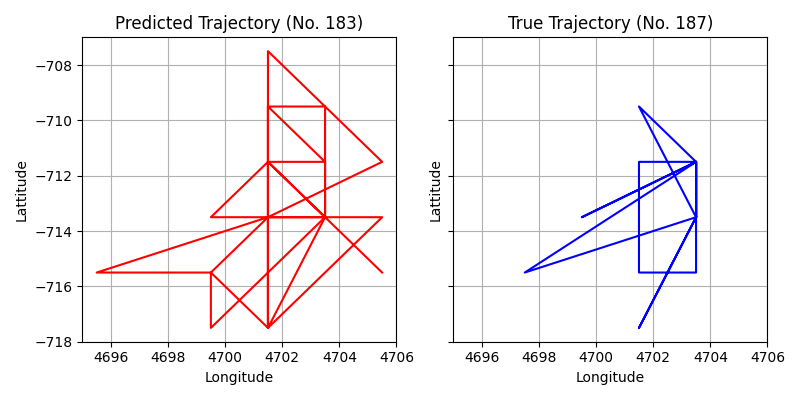 Predicted Trajectory (No. 183)
True Trajectory (No. 187)
−708
−710
−712
−714
−716
−718
Lattitude
Lattitude
4696 4698 4700 4702 4704 4706
4696 4698 4700 4702 4704 4706
Longitude
Longitude